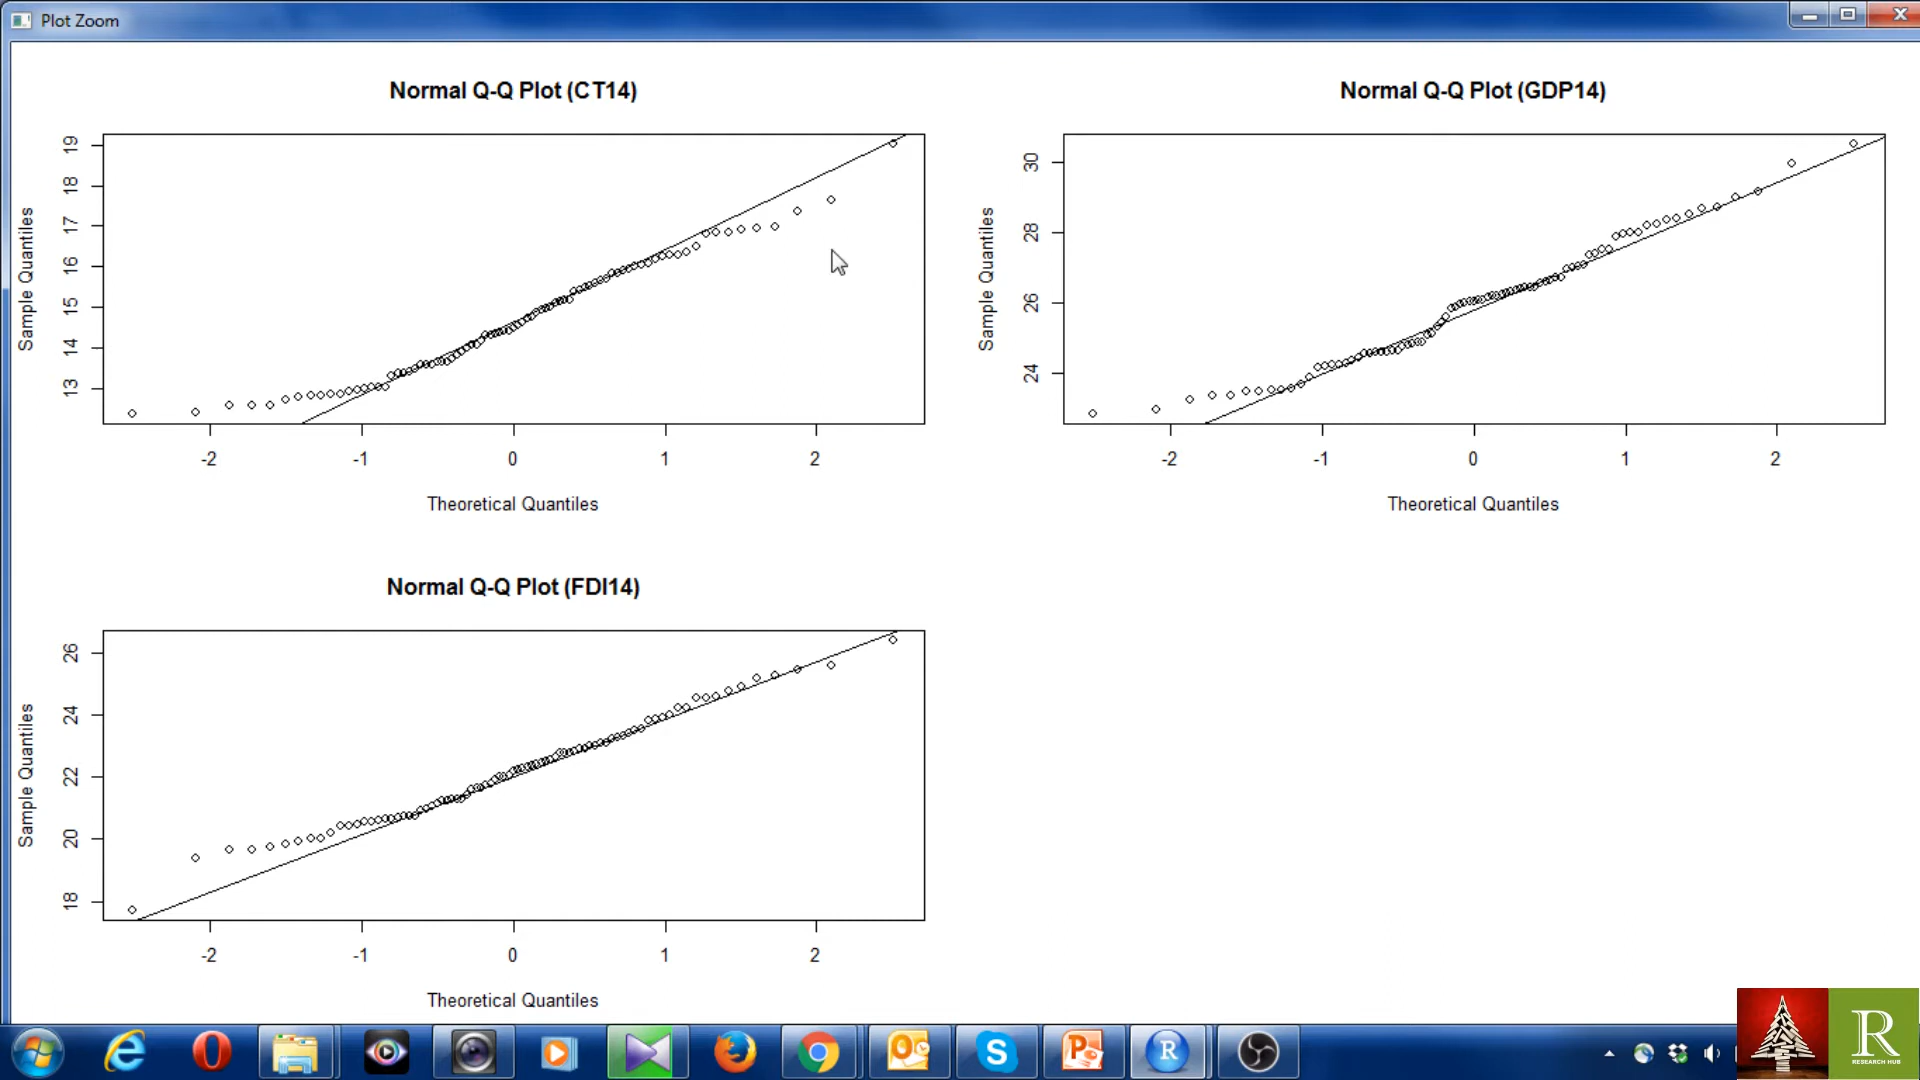 Plot Zoom
Normal Q-Q Plot (CT14)
Sample Quantiles
19
18
17
16
15
14
13
-2 -1 0 1 2
Theoretical Quantiles
Normal Q-Q Plot (GDP14)
Sample Quantiles
30
28
26
24
-2 -1 0 1 2
Theoretical Quantiles
Normal Q-Q Plot (FDI14)
Sample Quantiles
26
24
22
20
18
-2 -1 0 1 2
Theoretical Quantiles
R
RESEARCH HUB